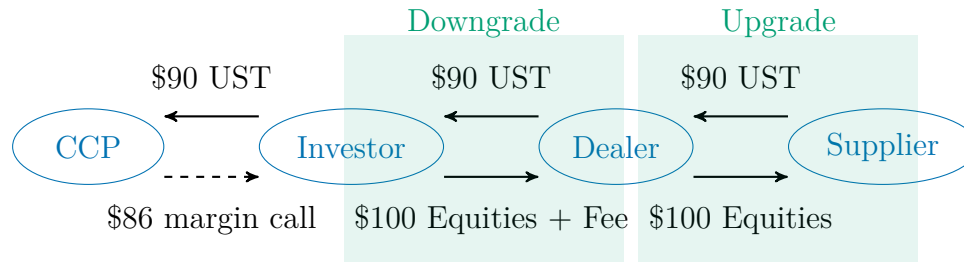 Downgrade Upgrade
$90 UST $90 UST $90 UST
CCP Investor Dealer Supplier
$86 margin call $100 Equities + Fee $100 Equities